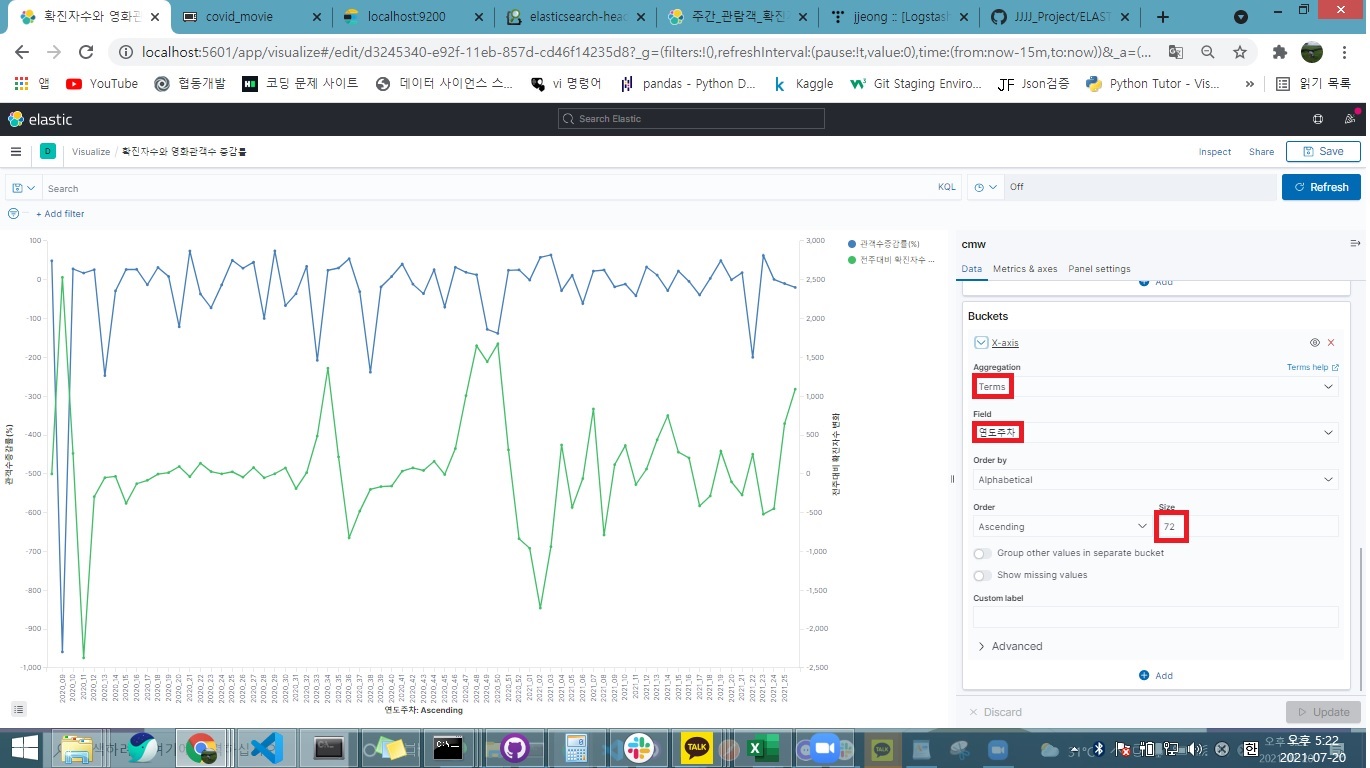 확진자수와 영화관
covid_movie
localhost:9200
elasticsearch-head
주간_관람객_확진
jjeong :: [Logstash
JJJJ_Project/ELAST
localhost:5601/app/visualize#/edit/d3245340-e92f-11eb-857d-cd46f14235d8?_g=(filters:!(),refreshInterval:(pause:!t,value:0),time:(from:now-15m,to:now))&_a=(...
앱
YouTube
협동개발
코딩 문제 사이트
데이터 사이언스 스...
vi 명령어
pandas - Python D...
Kaggle
Git Staging Enviro...
Json검증
Python Tutor - Vis...
»
읽기 목록
elastic
Search Elastic
D
Visualize / 확진자수와 영화관객수 증감률
Inspect
Share
Save
Search
KQL
Off
Refresh
+ Add filter
100
0
-100
-200
-300
-400
-500
-600
-700
-800
-900
-1,000
관객수증감률(%)
3,000
2,500
2,000
1,500
1,000
500
0
-500
-1,000
-1,500
-2,000
-2,500
전주대비 확진자수 변화
관객수증감률(%)
전주대비 확진자수 ...
2020_09
2020_10
2020_11
2020_12
2020_13
2020_14
2020_15
2020_16
2020_17
2020_18
2020_19
2020_20
2020_21
2020_22
2020_23
2020_24
2020_25
2020_26
2020_27
2020_28
2020_29
2020_30
2020_31
2020_32
2020_33
2020_34
2020_35
2020_36
2020_37
2020_38
2020_39
2020_40
2020_41
2020_42
2020_43
2020_44
2020_45
2020_46
2020_47
2020_48
2020_49
2020_50
2020_51
2020_52
2021_01
2021_02
2021_03
2021_04
2021_05
2021_06
2021_07
2021_08
2021_09
2021_10
2021_11
2021_12
2021_13
2021_14
2021_15
2021_16
2021_17
2021_18
2021_19
2021_20
2021_21
2021_22
2021_23
2021_24
2021_25
연도주차: Ascending
cmw
Data
Metrics & axes
Panel settings
Add
Buckets
X-axis
Aggregation
Terms help
Terms
Field
연도주차
Order by
Alphabetical
Order
Size
Ascending
72
Group other values in separate bucket
Show missing values
Custom label
Advanced
Add
Discard
Update
TALK
한
오후 5:22
2021-07-20